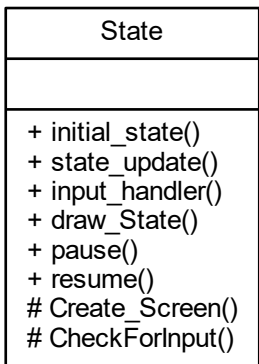 State
+ initial_state()
+ state_update()
+ input_handler()
+ draw_State()
+ pause()
+ resume()
# Create_Screen()
# CheckForInput()